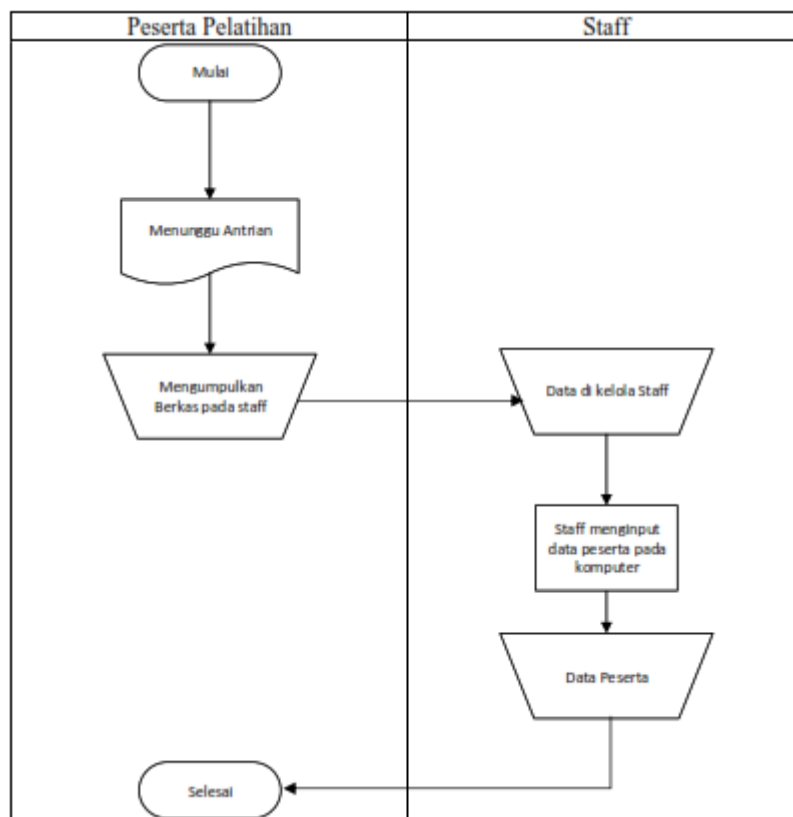 Peserta Pelatihan
Staff
Mulai
Menunggu Antrian
Mengumpulkan
Berkas pada staff
Data di kelola Staff
Staff menginput
data peserta pada
komputer
Data Peserta
Selesai